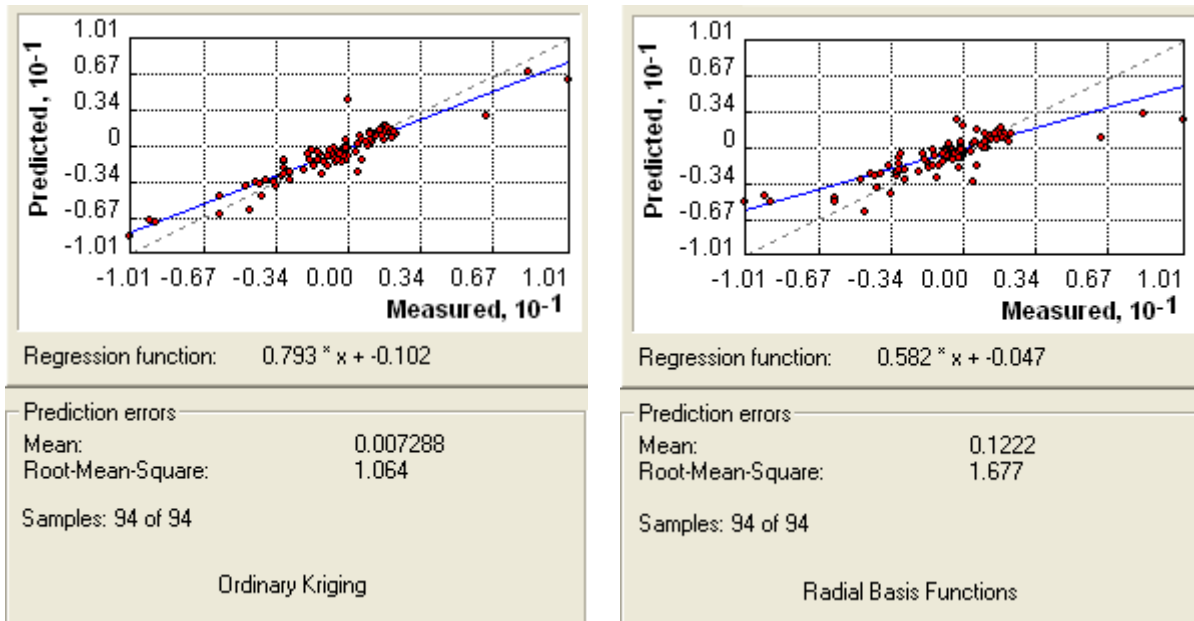 1.01
0.67
0.34
0
-0.34
-0.67
-1.01
Predicted, 10-1
-1.01 -0.67 -0.34 0.00 0.34 0.67 1.01
Measured, 10-1
Regression function: 0.793 * x + -0.102
Prediction errors
Mean: 0.007288
Root-Mean-Square: 1.064
Samples: 94 of 94
Ordinary Kriging
1.01
0.67
0.34
0
-0.34
-0.67
-1.01
Predicted, 10-1
-1.01 -0.67 -0.34 0.00 0.34 0.67 1.01
Measured, 10-1
Regression function: 0.582 * x + -0.047
Prediction errors
Mean: 0.1222
Root-Mean-Square: 1.677
Samples: 94 of 94
Radial Basis Functions